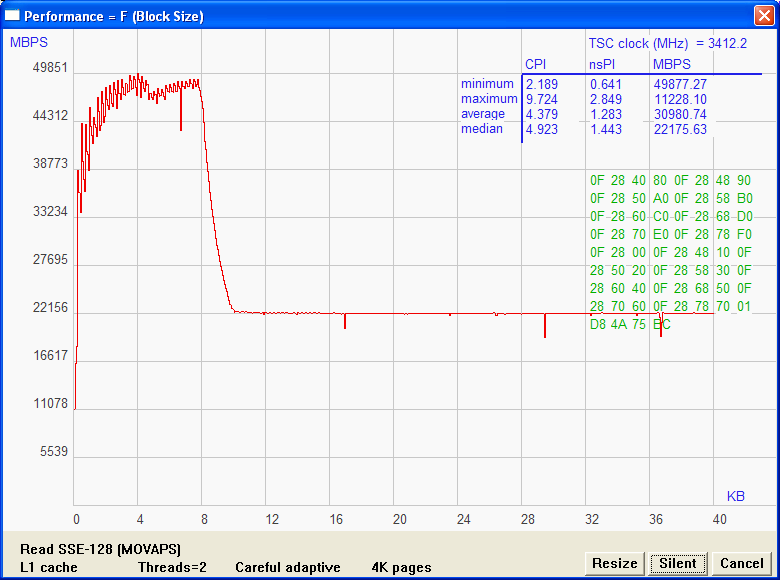 Performance = F (Block Size)
MBPS
TSC clock (MHz) = 3412.2
CPI nsPI MBPS
minimum 2.189 0.641 49877.27
maximum 9.724 2.849 11228.10
average 4.379 1.283 30980.74
median 4.923 1.443 22175.63
49851
44312
38773
33234
27695
22156
16617
11078
5539
0F 28 40 80 0F 28 48 90
0F 28 50 A0 0F 28 58 B0
0F 28 60 C0 0F 28 68 D0
0F 28 70 E0 0F 28 78 F0
0F 28 00 0F 28 48 10 0F
28 50 20 0F 28 58 30 0F
28 60 40 0F 28 68 50 0F
28 70 60 0F 28 78 70 01
D8 4A 75 BC
KB
0 4 8 12 16 20 24 28 32 36 40
Read SSE-128 (MOVAPS)
L1 cache Threads=2 Careful adaptive 4K pages
Resize Silent Cancel